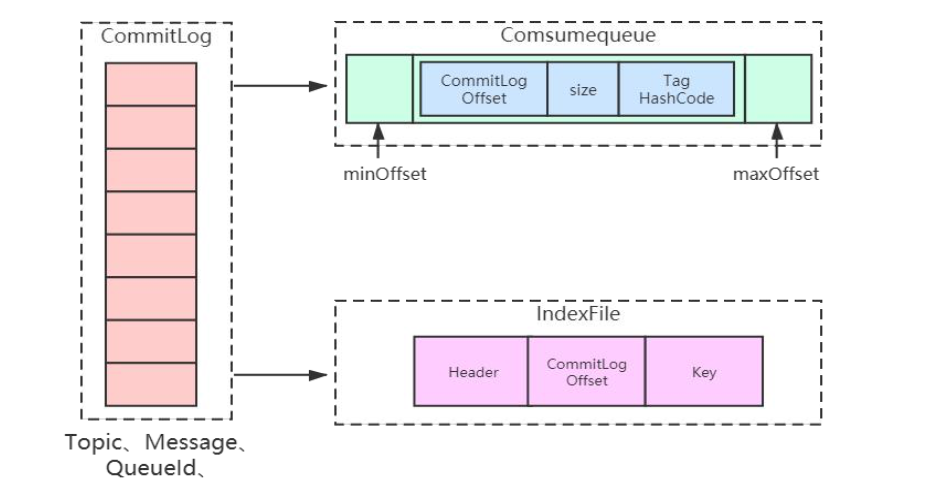 CommitLog
Comsumequeue
CommitLog
Offset
size
Tag
HashCode
minOffset
maxOffset
IndexFile
Header
CommitLog
Offset
Key
Topic、Message、
QueueId、